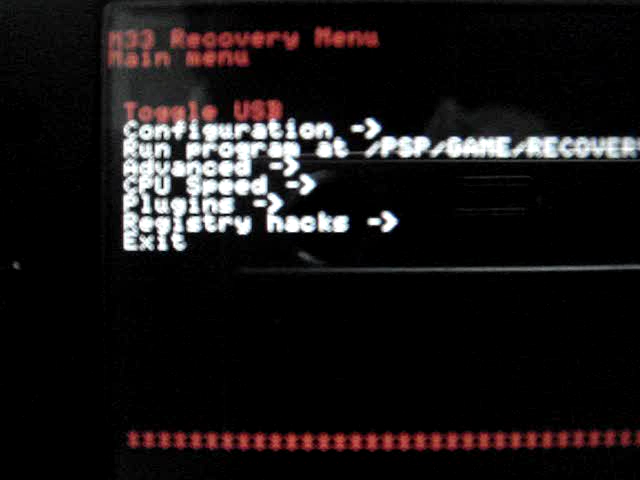 M33 Recovery Menu
Main menu
Toggle USB
Configuration ->
Run program at /PSP/GAME/RECOVERY
Advanced ->
CPU Speed ->
Plugins ->
Registry hacks ->
Exit
********************************